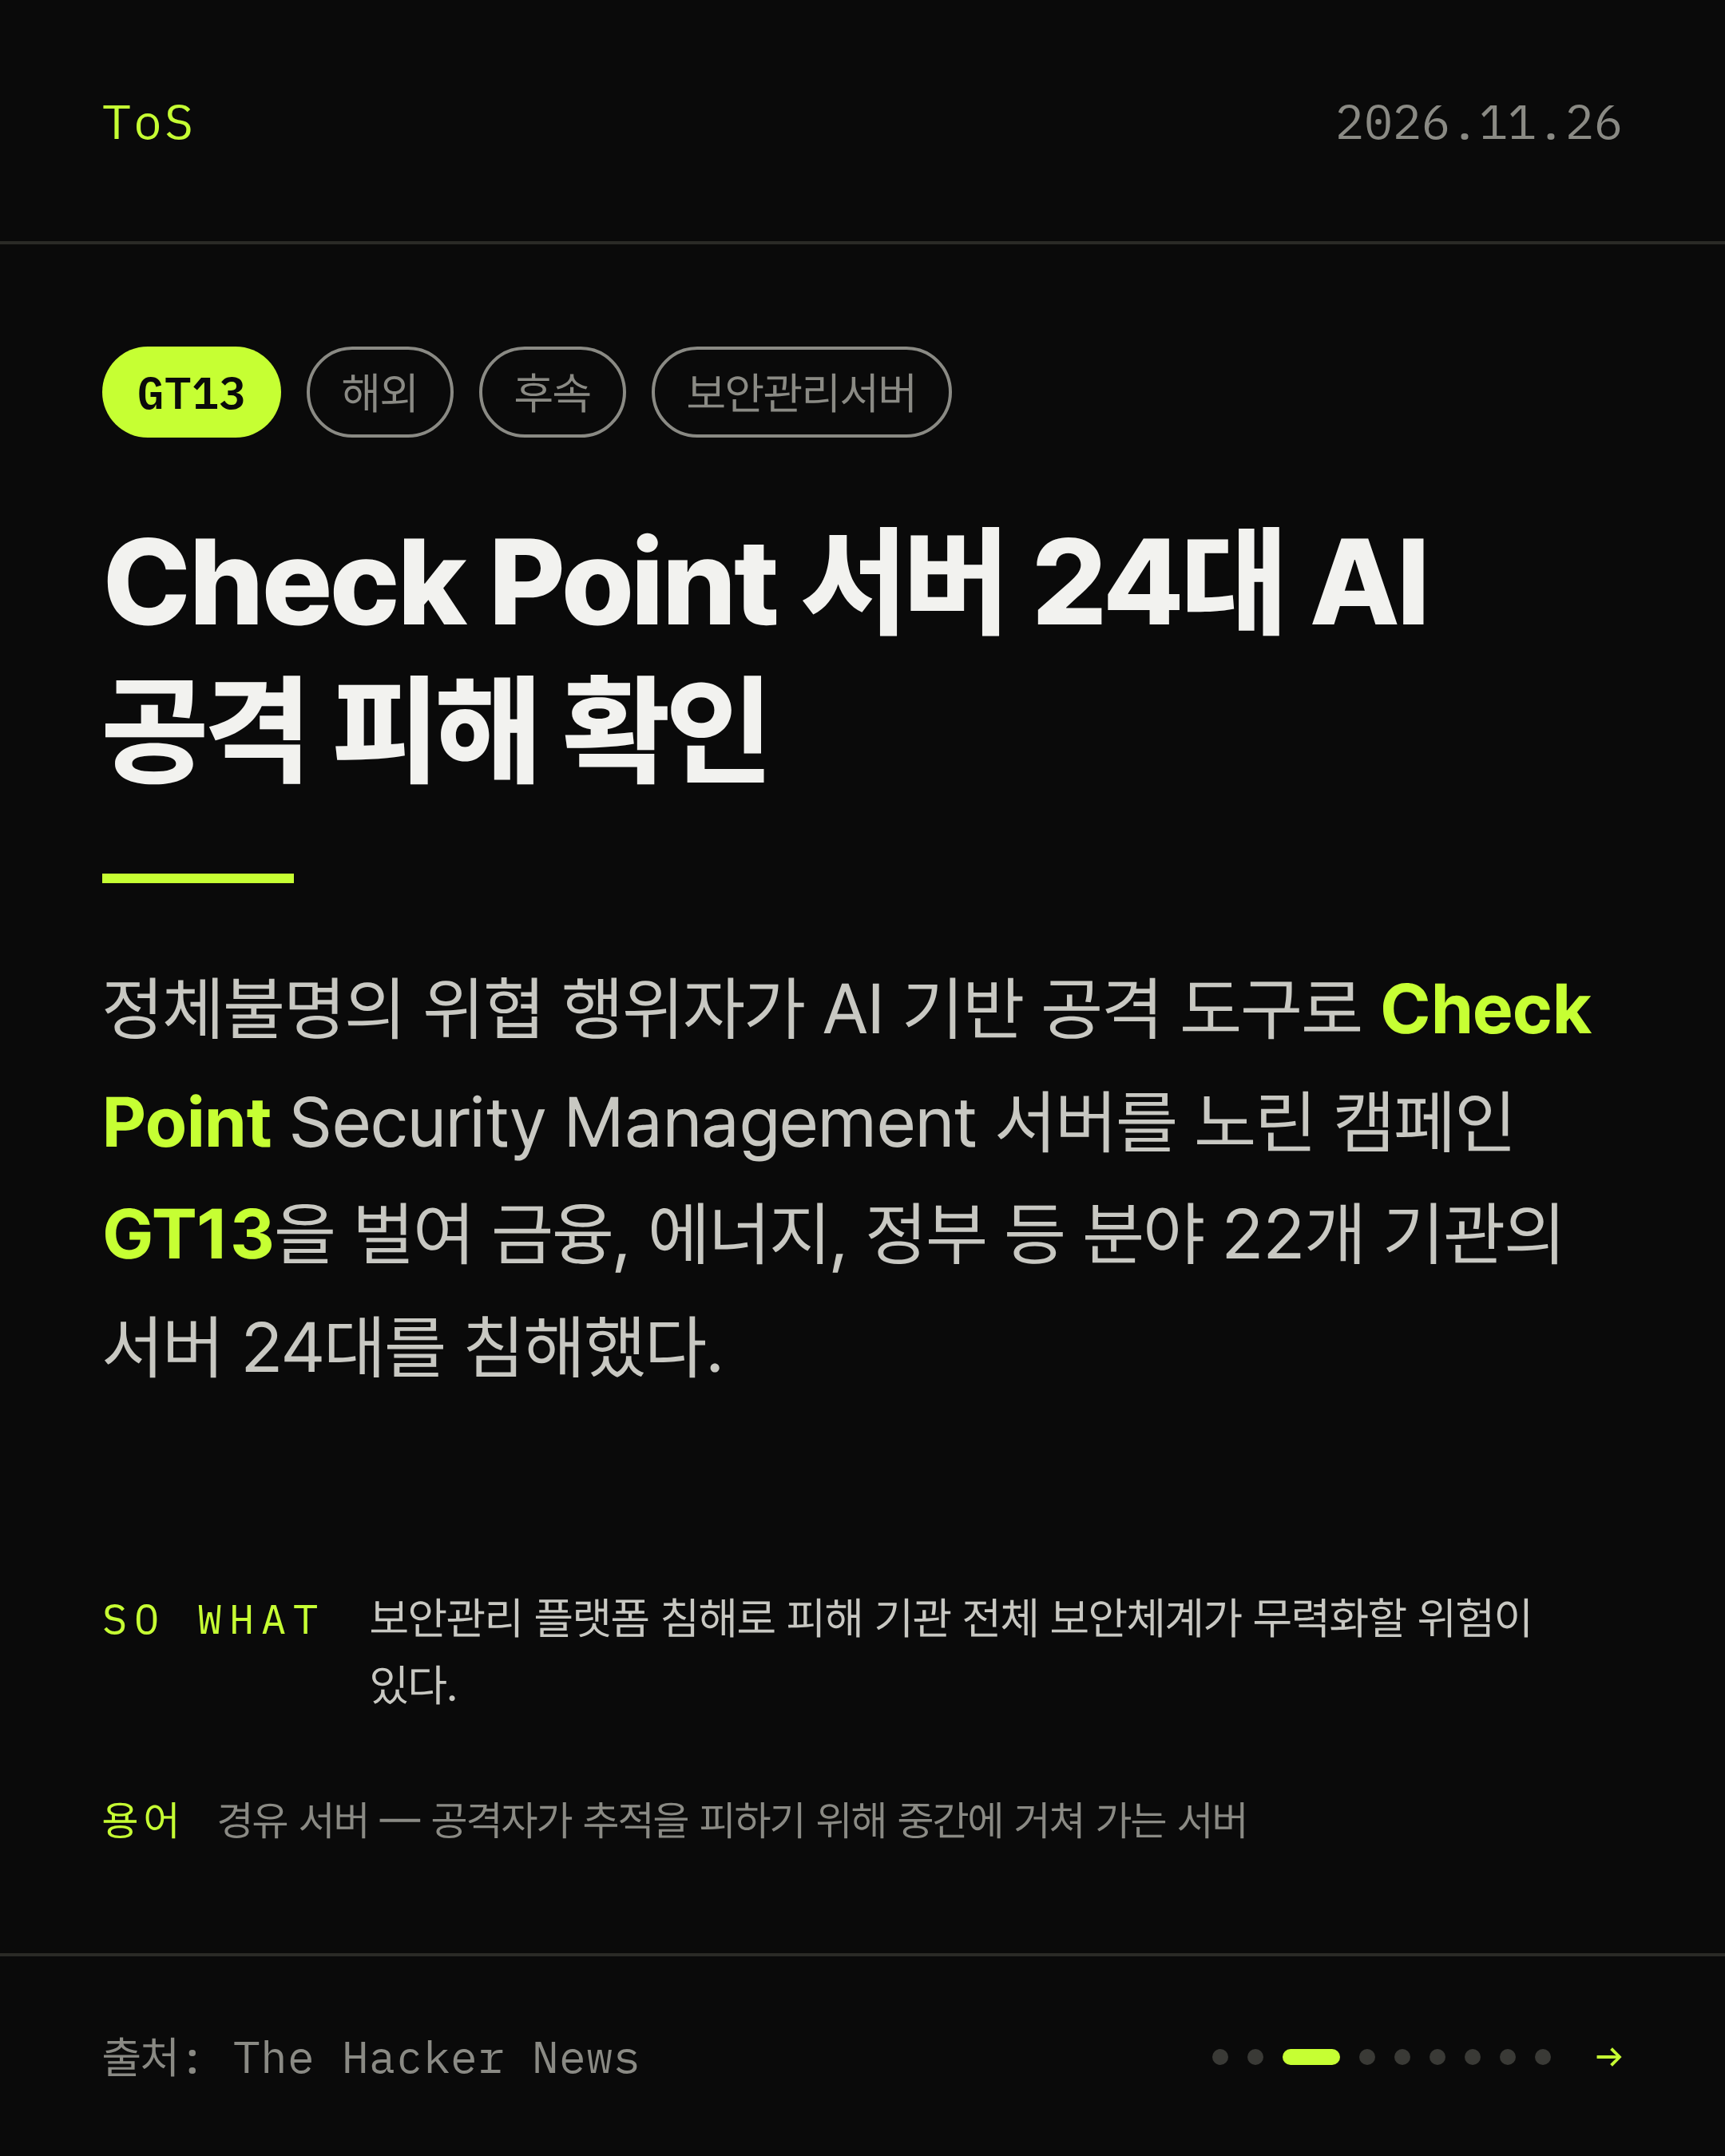 ToS
2026.11.26
GT13 해외 후속 보안관리서버
Check Point 서버 24대 AI
공격 피해 확인
정체불명의 위협 행위자가 AI 기반 공격 도구로 Check
Point Security Management 서버를 노린 캠페인
GT13을 벌여 금융, 에너지, 정부 등 분야 22개 기관의
서버 24대를 침해했다.
SO WHAT 보안관리 플랫폼 침해로 피해 기관 전체 보안체계가 무력화할 위험이
있다.
용어 경유 서버 — 공격자가 추적을 피하기 위해 중간에 거쳐 가는 서버
출처: The Hacker News
→